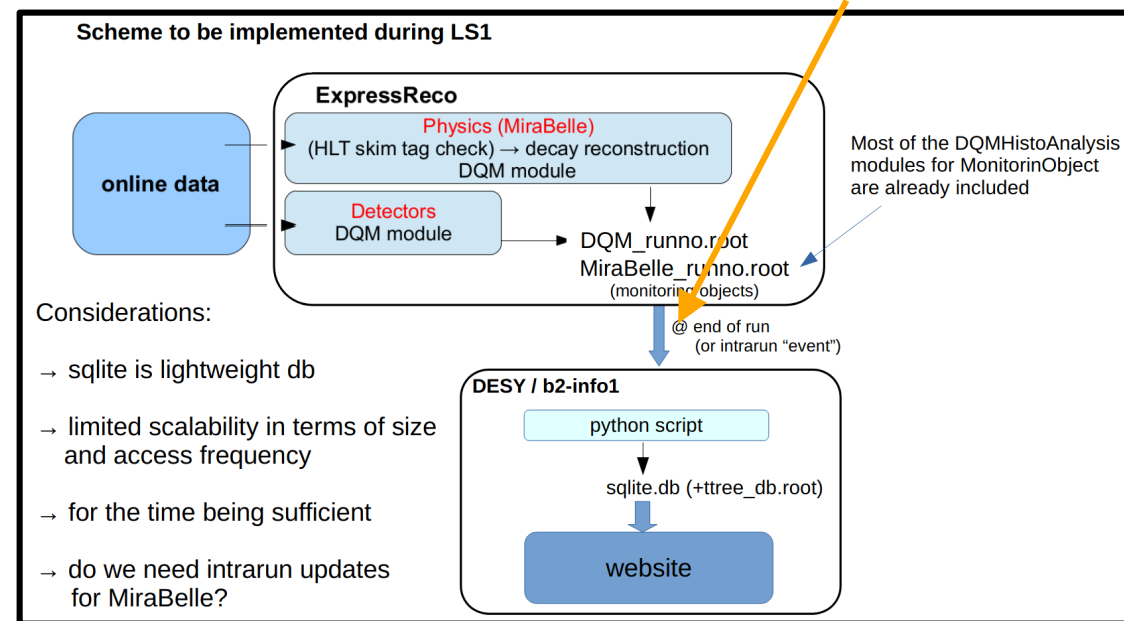 Scheme to be implemented during LS1
ExpressReco
online data
Physics (MiraBelle)
(HLT skim tag check) → decay reconstruction
DQM module
Detectors
DQM module
DQM_runno.root
MiraBelle_runno.root
(monitoring objects)
Most of the DQMHistoAnalysis
modules for MonitorinObject
are already included
@ end of run
(or intrarun “event”)
Considerations:
→ sqlite is lightweight db
→ limited scalability in terms of size
and access frequency
→ for the time being sufficient
→ do we need intrarun updates
for MiraBelle?
DESY / b2-info1
python script
sqlite.db (+ttree_db.root)
website